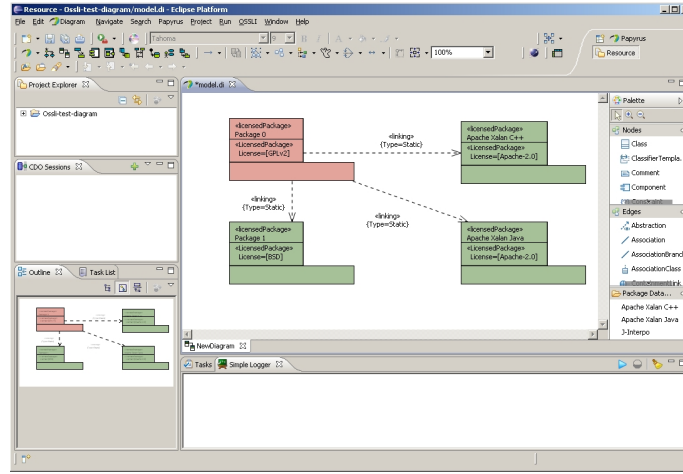 Resource - Ossli-test-diagram/model.di - Eclipse Platform
File Edit Diagram Navigate Search Papyrus Project Run OSSLI Window Help
Tahoma 9
100%
Papyrus
Resource
Project Explorer
Ossli-test-diagram
CDO Sessions
Outline Task List
*model.di
«licensedPackage»
Package 0
«LicensedPackage»
License=[GPLv2]
«linking»
{Type=Static}
«licensedPackage»
Apache Xalan C++
«LicensedPackage»
License=[Apache-2.0]
«linking»
{Type=Static}
«linking»
{Type=Static}
«licensedPackage»
Package 1
«LicensedPackage»
License=[BSD]
«licensedPackage»
Apache Xalan Java
«LicensedPackage»
License=[Apache-2.0]
NewDiagram
Palette
Nodes
Class
ClassifierTempla.
Comment
Component
Edges
Abstraction
Association
AssociationBranc
AssociationClass
Package Data...
Apache Xalan C++
Apache Xalan Java
J-Interpo
Tasks Simple Logger